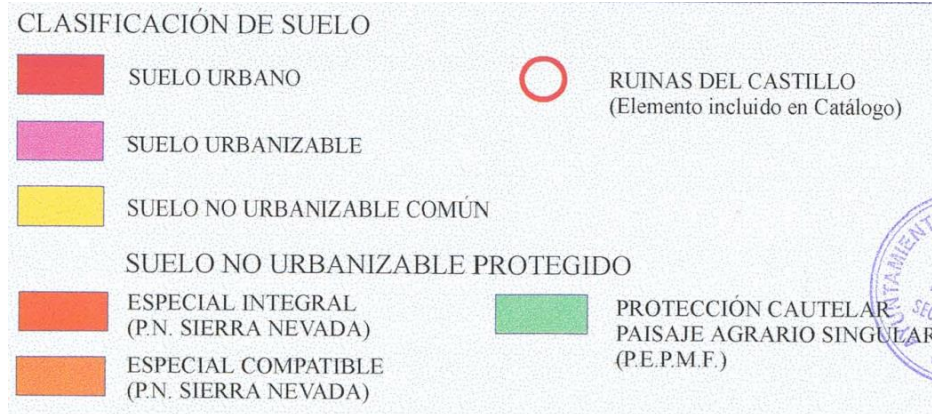 CLASIFICACIÓN DE SUELO
SUELO URBANO
RUINAS DEL CASTILLO
(Elemento incluido en Catálogo)
SUELO URBANIZABLE
SUELO NO URBANIZABLE COMÚN
SUELO NO URBANIZABLE PROTEGIDO
ESPECIAL INTEGRAL
(P.N. SIERRA NEVADA)
PROTECCIÓN CAUTELAR
PAISAJE AGRARIO SINGULAR
(P.E.P.M.F.)
ESPECIAL COMPATIBLE
(P.N. SIERRA NEVADA)